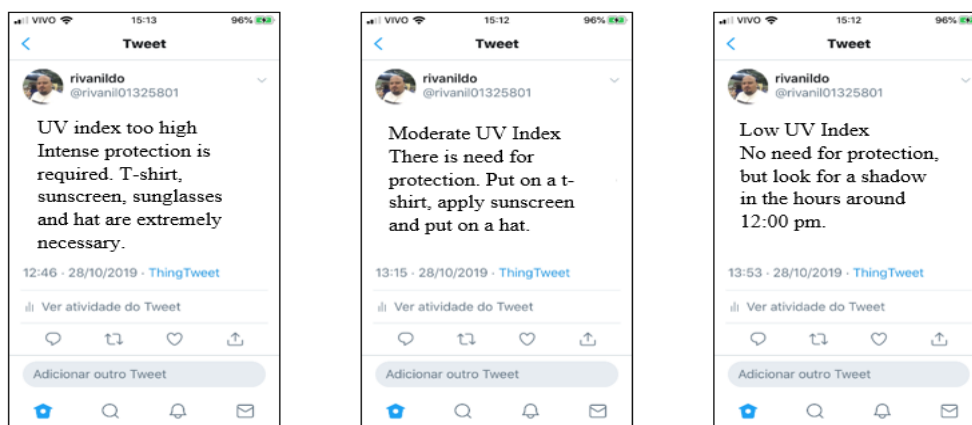 VIVO 15:13 96%
Tweet
rivanildo
@rivanil01325801
UV index too high
Intense protection is
required. T-shirt,
sunscreen, sunglasses
and hat are extremely
necessary.
12:46 · 28/10/2019 · ThingTweet
Ver atividade do Tweet
Adicionar outro Tweet
VIVO 15:12 96%
Tweet
rivanildo
@rivanil01325801
Moderate UV Index
There is need for
protection. Put on a t-
shirt, apply sunscreen
and put on a hat.
13:15 · 28/10/2019 · ThingTweet
Ver atividade do Tweet
Adicionar outro Tweet
VIVO 15:12 96%
Tweet
rivanildo
@rivanil01325801
Low UV Index
No need for protection,
but look for a shadow
in the hours around
12:00 pm.
13:53 · 28/10/2019 · ThingTweet
Ver atividade do Tweet
Adicionar outro Tweet